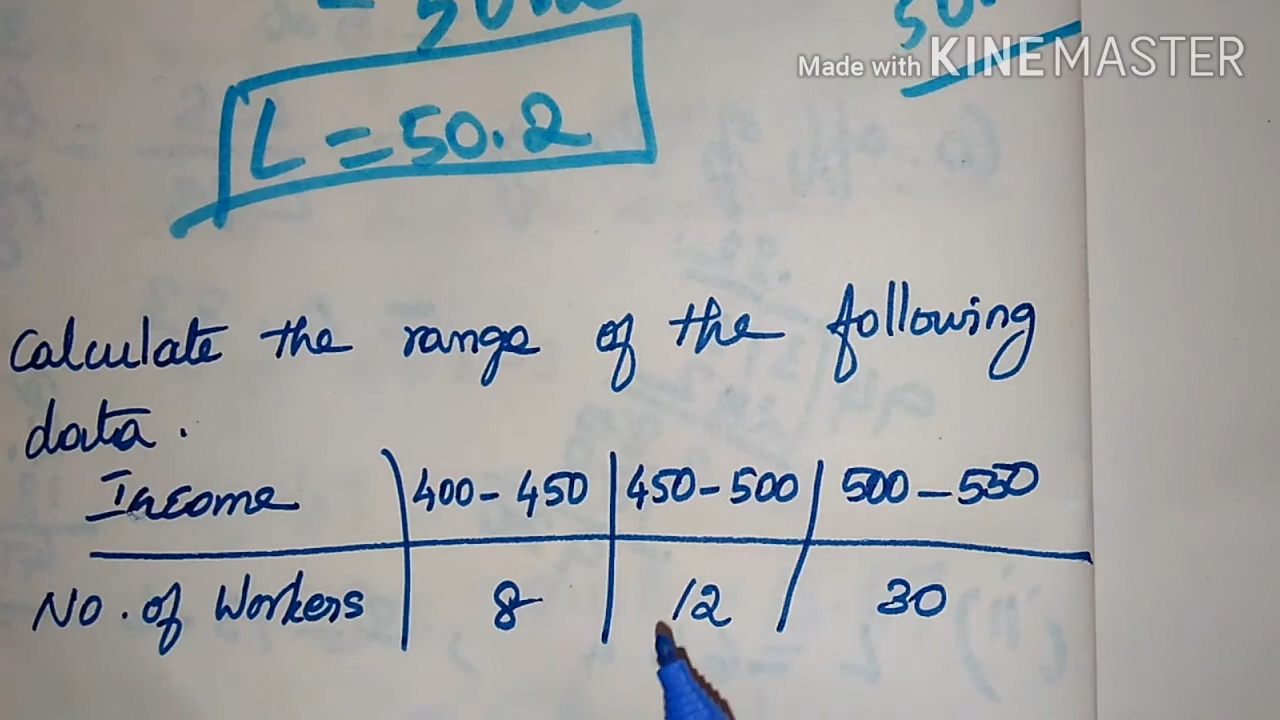 Made with KINEMASTER
L = 50.2
Calculate the range of the following
data.
Income 400 - 450 450 - 500 500 - 550
No. of Workers 8 12 30